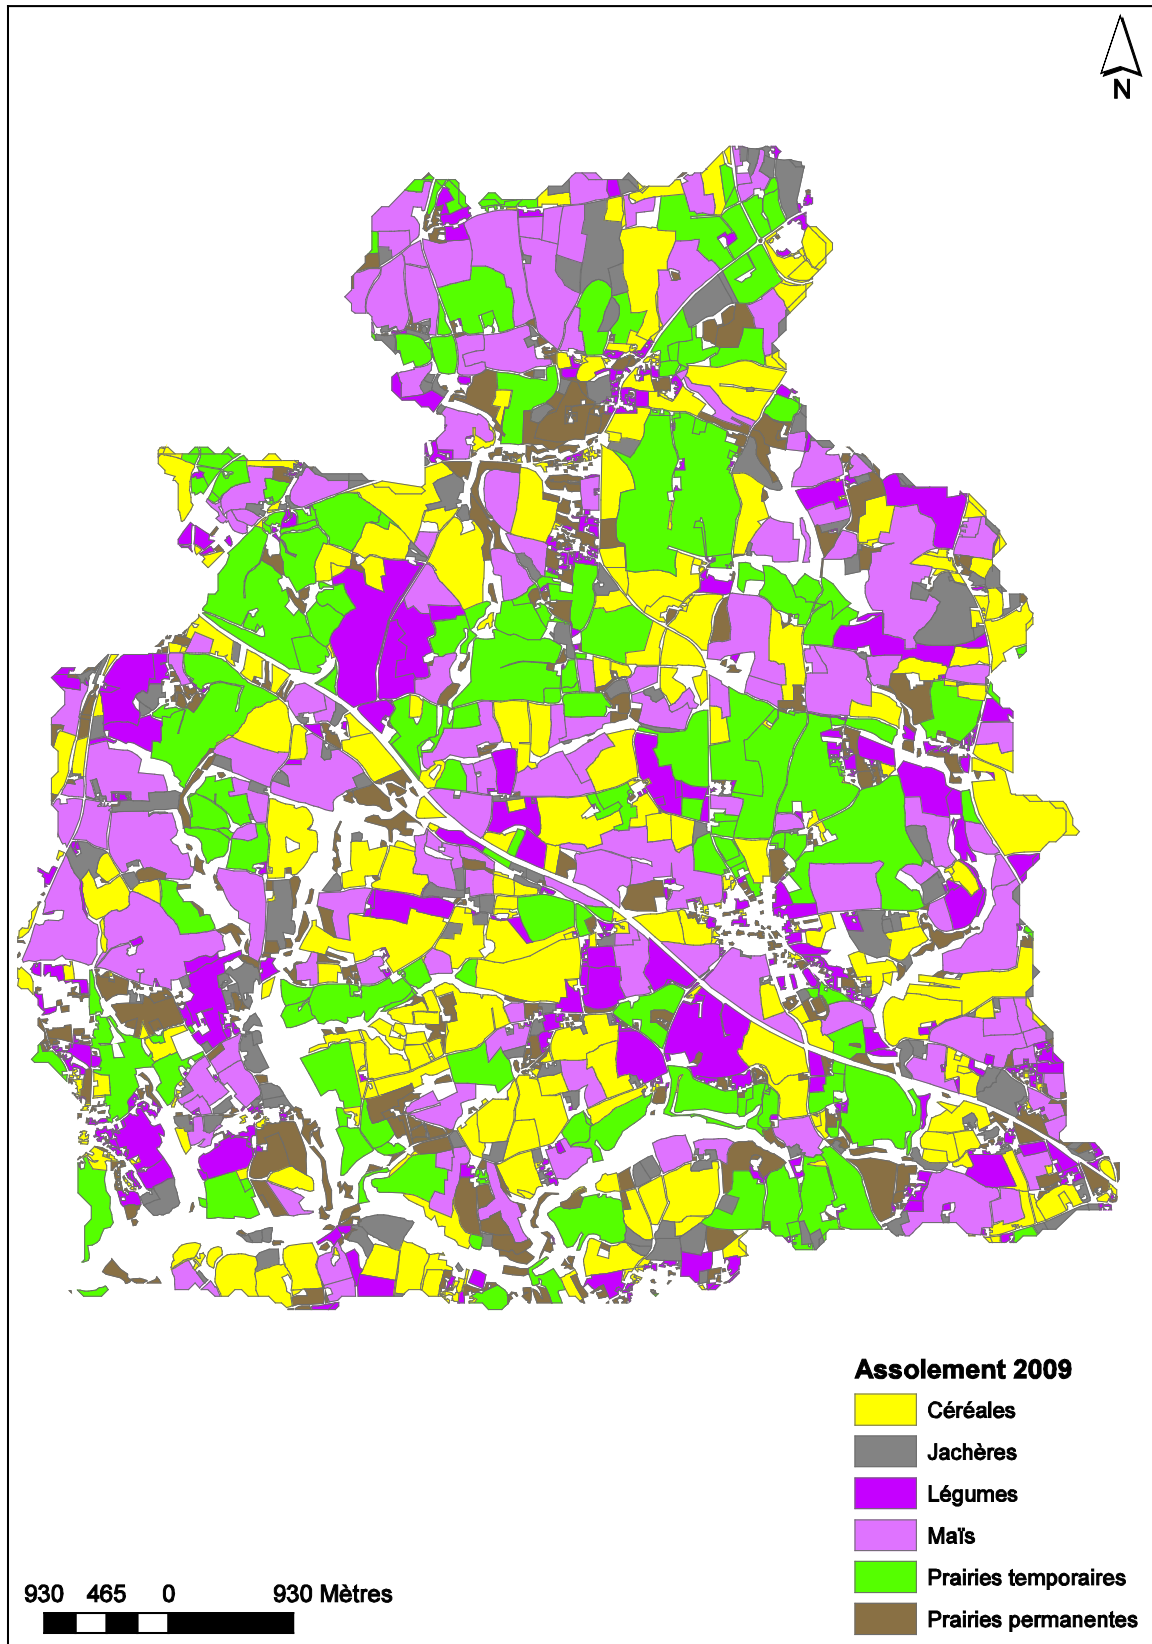 N
Assolement 2009
Céréales
Jachères
Légumes
Maïs
Prairies temporaires
Prairies permanentes
930 465 0 930 Mètres